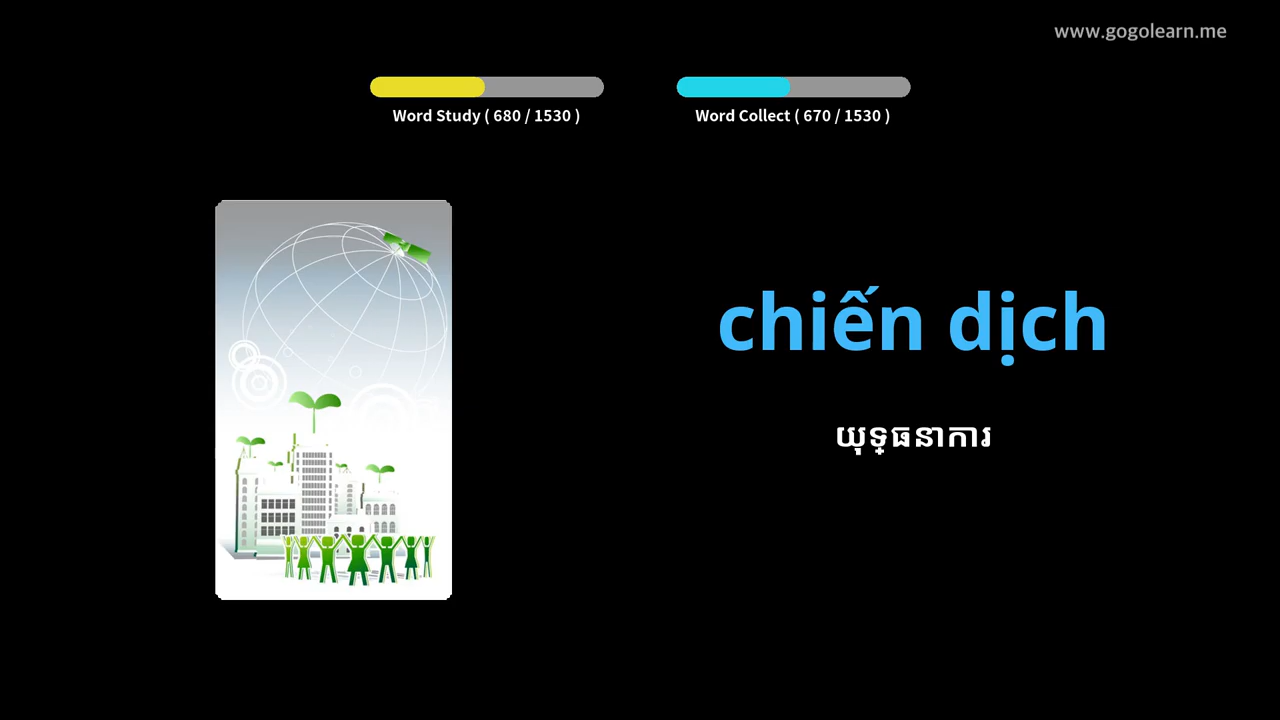 www.gogolearn.me
Word Study ( 680 / 1530 )
Word Collect ( 670 / 1530 )
chiến dịch
យុទ្ធនាការ